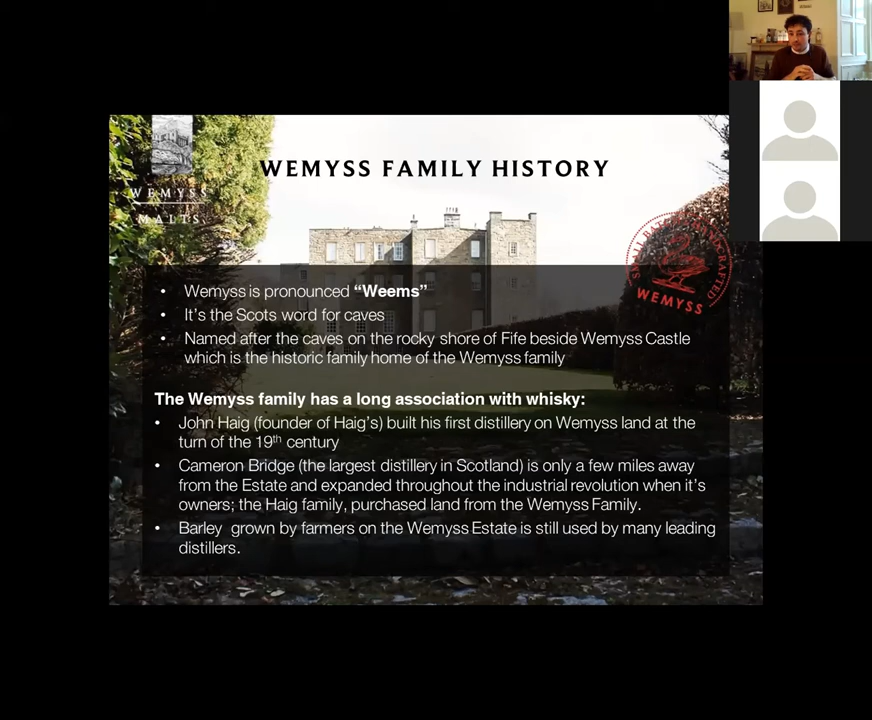 WEMYSS FAMILY HISTORY
WEMYSS
MALTS
SMALL BATCH HANDCRAFTED
WEMYSS
• Wemyss is pronounced “Weems”
• It's the Scots word for caves
• Named after the caves on the rocky shore of Fife beside Wemyss Castle
which is the historic family home of the Wemyss family
The Wemyss family has a long association with whisky:
• John Haig (founder of Haig's) built his first distillery on Wemyss land at the
turn of the 19th century
• Cameron Bridge (the largest distillery in Scotland) is only a few miles away
from the Estate and expanded throughout the industrial revolution when it's
owners; the Haig family, purchased land from the Wemyss Family.
• Barley grown by farmers on the Wemyss Estate is still used by many leading
distillers.